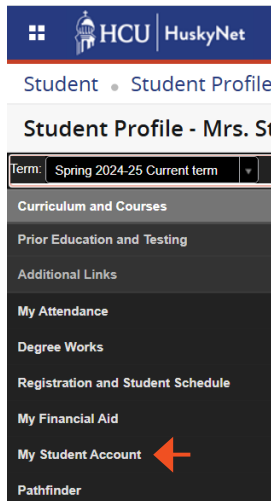 HCU HuskyNet
Student • Student Profile
Student Profile - Mrs.
Term: Spring 2024-25 Current term
Curriculum and Courses
Prior Education and Testing
Additional Links
My Attendance
Degree Works
Registration and Student Schedule
My Financial Aid
My Student Account
Pathfinder